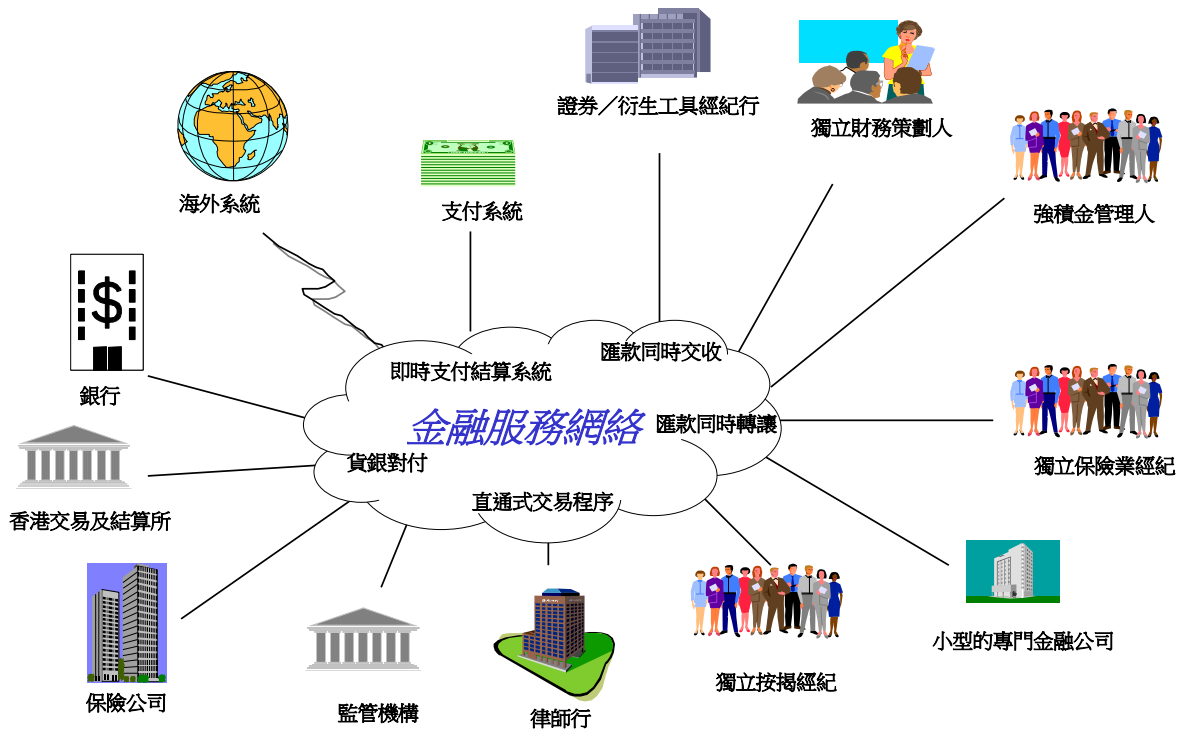 證券／衍生工具經紀行
獨立財務策劃人
海外系統
支付系統
強積金管理人
即時支付結算系統
匯款同時交收
銀行
金融服務網絡
匯款同時轉讓
貨銀對付
獨立保險業經紀
直通式交易程序
香港交易及結算所
小型的專門金融公司
獨立按揭經紀
保險公司
監管機構
律師行
$